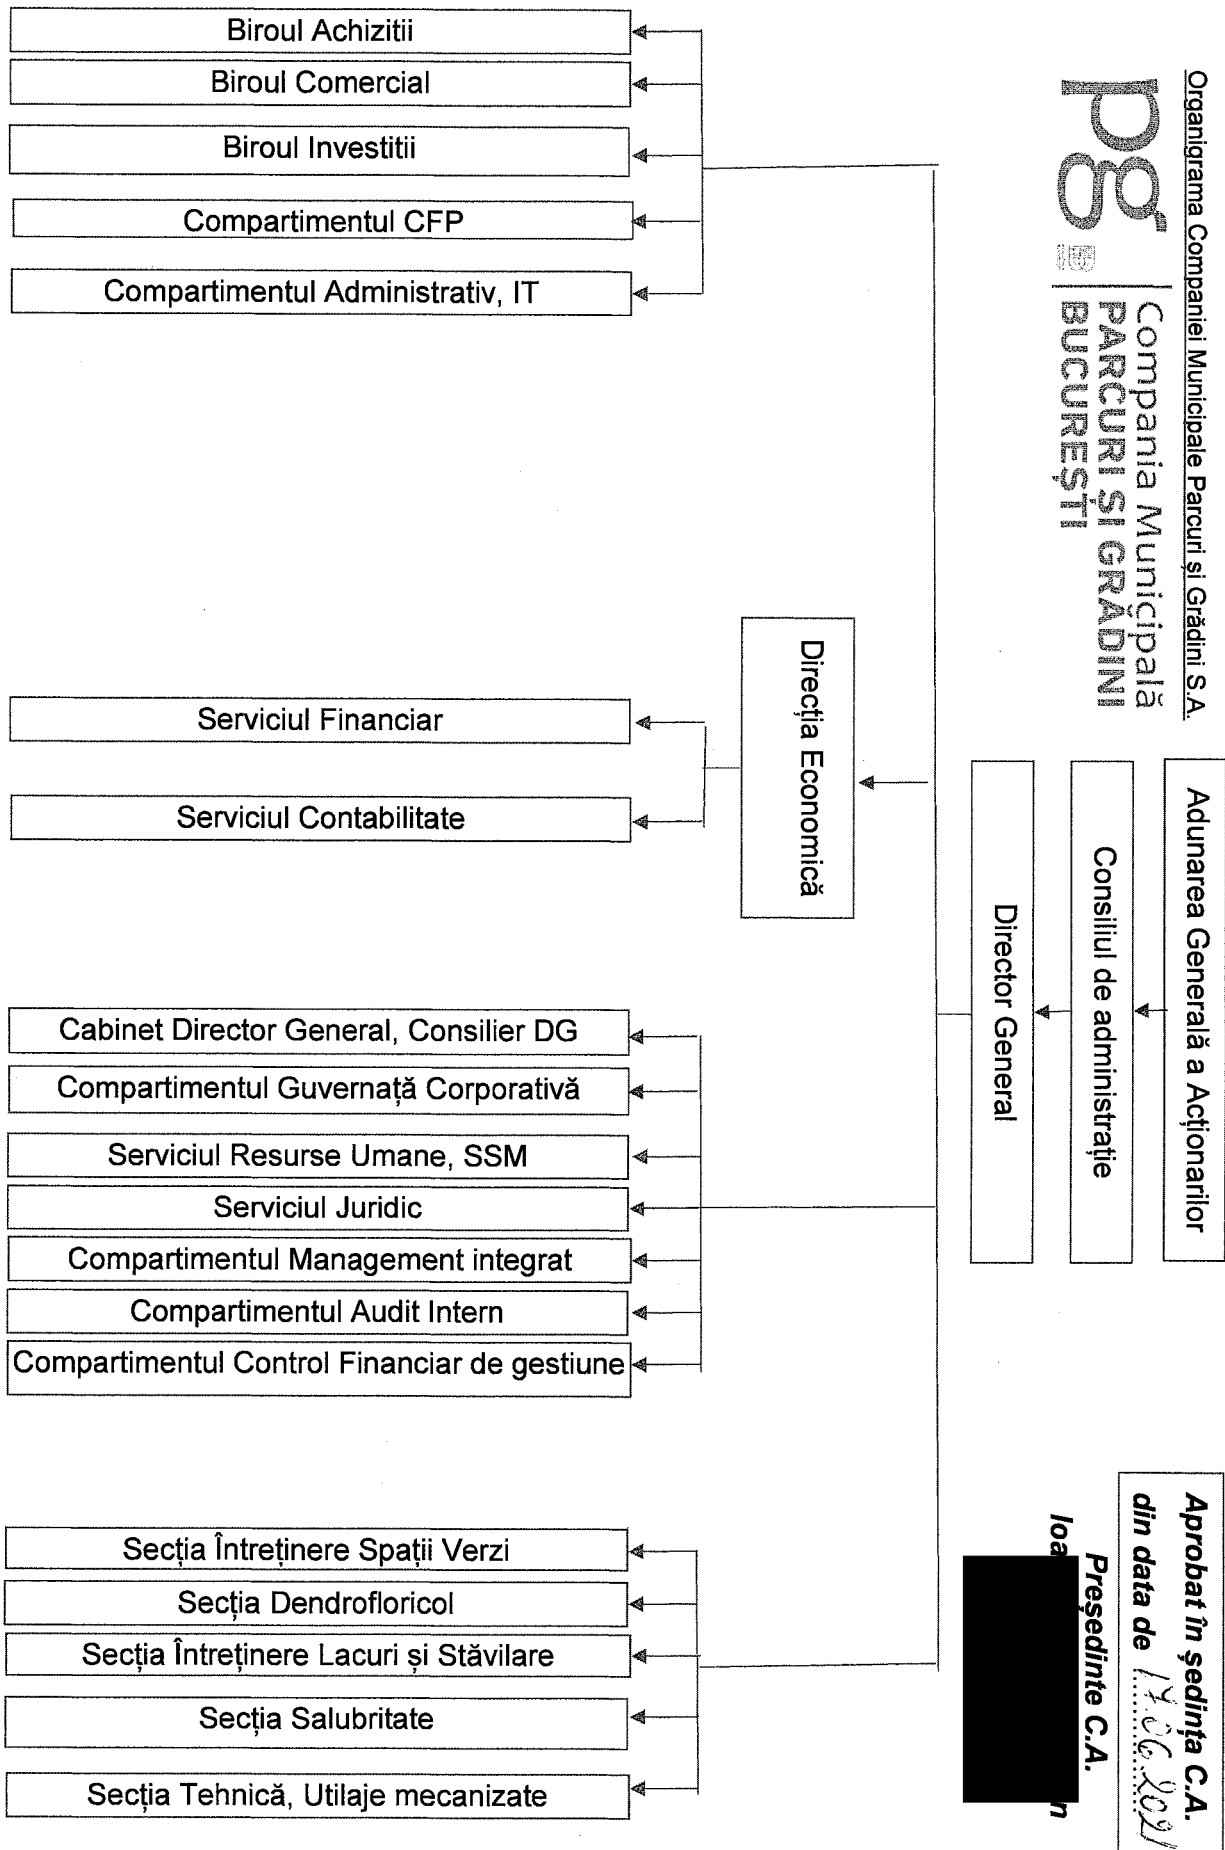 Organigrama Companiei Municipale Parcuri și Grădini S.A.
pg
Compania Municipală
PARCURI ȘI GRĂDINI
BUCUREȘTI
Aprobat în ședința C.A.
din data de 17.06.2021
Președinte C.A.
Adunarea Generală a Acționarilor
Consiliul de administrație
Director General
Direcția Economică
Biroul Achizitii
Biroul Comercial
Biroul Investitii
Compartimentul CFP
Compartimentul Administrativ, IT
Serviciul Financiar
Serviciul Contabilitate
Cabinet Director General, Consilier DG
Compartimentul Guvernață Corporativă
Serviciul Resurse Umane, SSM
Serviciul Juridic
Compartimentul Management integrat
Compartimentul Audit Intern
Compartimentul Control Financiar de gestiune
Secția Întreținere Spații Verzi
Secția Dendrofloricol
Secția Întreținere Lacuri și Stăvilare
Secția Salubritate
Secția Tehnică, Utilaje mecanizate